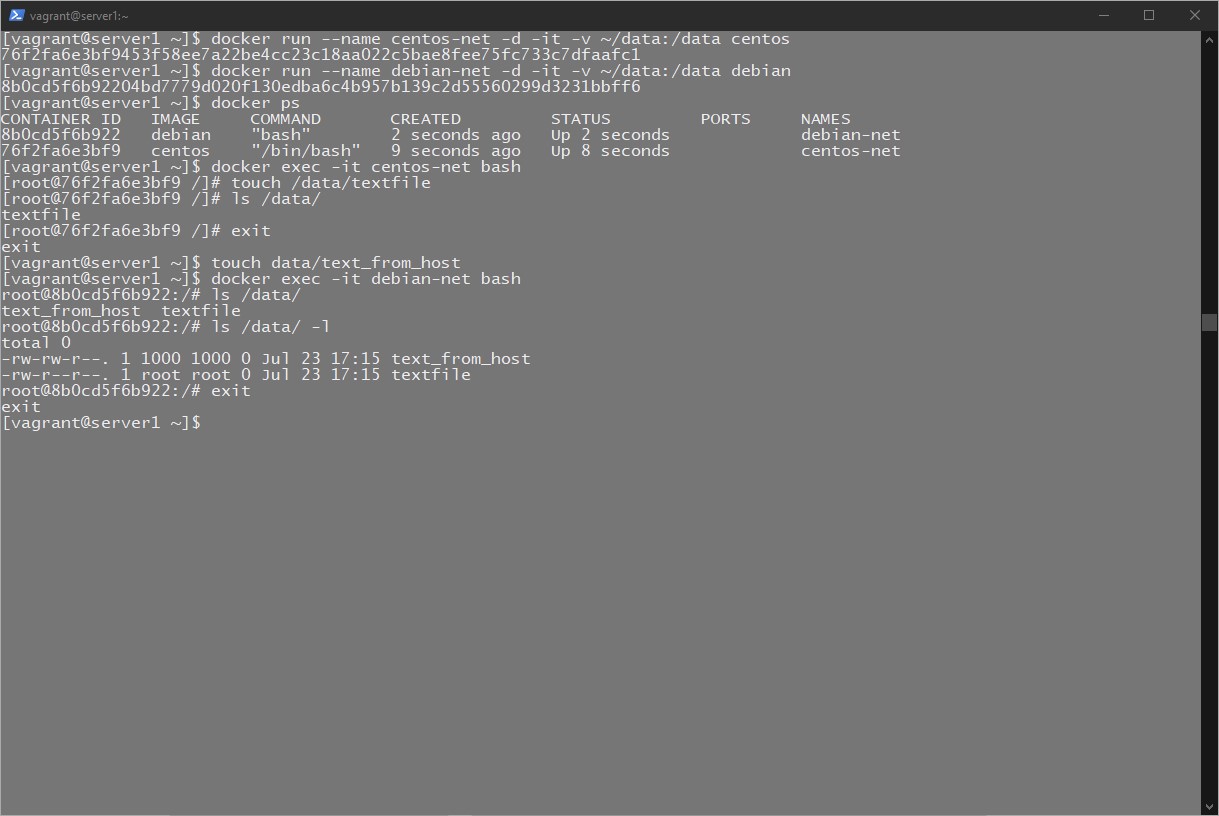 vagrant@server1:~
[vagrant@server1 ~]$ docker run --name centos-net -d -it -v ~/data:/data centos
76f2fa6e3bf9453f58ee7a22be4cc23c18aa022c5bae8fee75fc733c7dfaafc1
[vagrant@server1 ~]$ docker run --name debian-net -d -it -v ~/data:/data debian
8b0cd5f6b92204bd7779d020f130edba6c4b957b139c2d55560299d3231bbff6
[vagrant@server1 ~]$ docker ps
CONTAINER ID   IMAGE     COMMAND       CREATED         STATUS         PORTS     NAMES
8b0cd5f6b922   debian    "bash"        2 seconds ago   Up 2 seconds             debian-net
76f2fa6e3bf9   centos    "/bin/bash"   9 seconds ago   Up 8 seconds             centos-net
[vagrant@server1 ~]$ docker exec -it centos-net bash
[root@76f2fa6e3bf9 /]# touch /data/textfile
[root@76f2fa6e3bf9 /]# ls /data/
textfile
[root@76f2fa6e3bf9 /]# exit
exit
[vagrant@server1 ~]$ touch data/text_from_host
[vagrant@server1 ~]$ docker exec -it debian-net bash
root@8b0cd5f6b922:/# ls /data/
text_from_host  textfile
root@8b0cd5f6b922:/# ls /data/ -l
total 0
-rw-rw-r--. 1 1000 1000 0 Jul 23 17:15 text_from_host
-rw-r--r--. 1 root root 0 Jul 23 17:15 textfile
root@8b0cd5f6b922:/# exit
exit
[vagrant@server1 ~]$